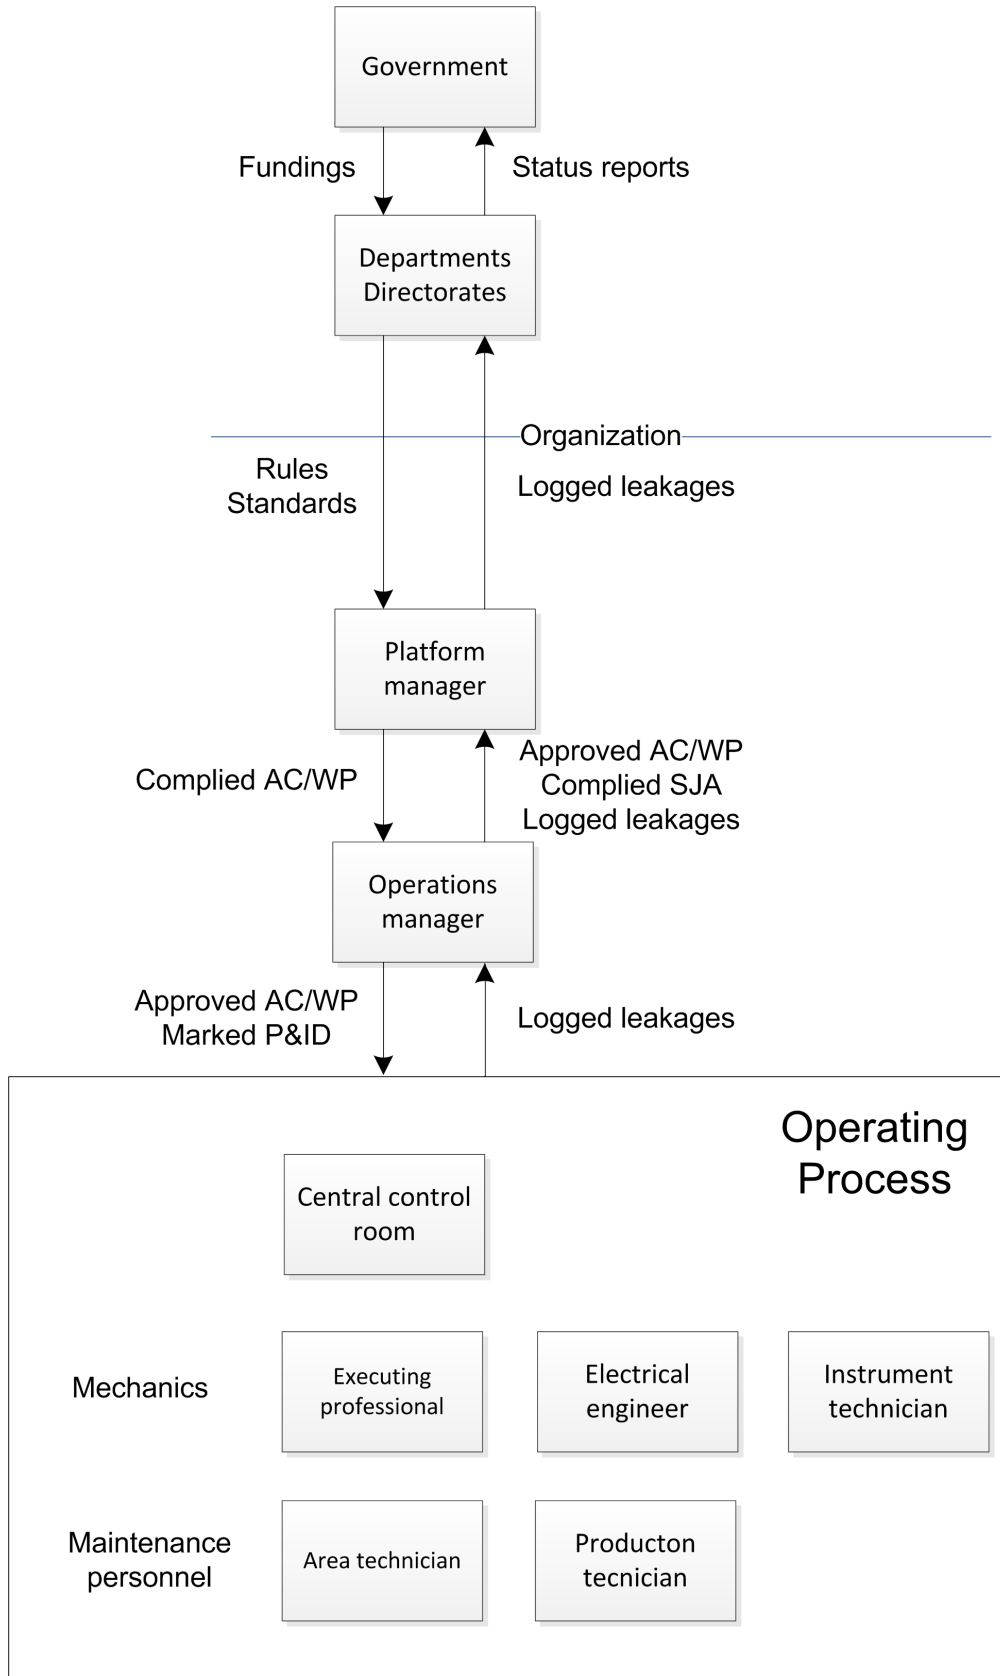 Government
Fundings
Status reports
Departments
Directorates
Organization
Rules
Standards
Logged leakages
Platform
manager
Complied AC/WP
Approved AC/WP
Complied SJA
Logged leakages
Operations
manager
Approved AC/WP
Marked P&ID
Logged leakages
Operating
Process
Central control
room
Mechanics
Executing
professional
Electrical
engineer
Instrument
technician
Maintenance
personnel
Area technician
Producton
tecnician